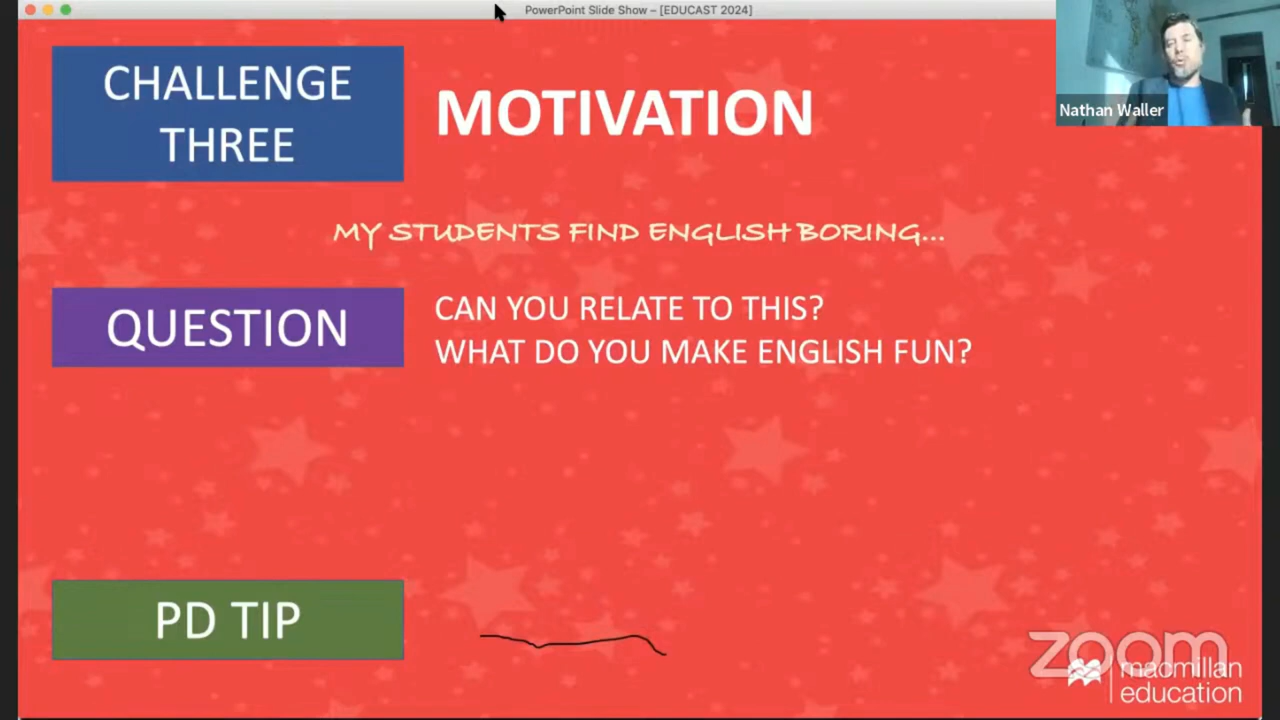 PowerPoint Slide Show – [EDUCAST 2024]
CHALLENGE
THREE
MOTIVATION
Nathan Waller
MY STUDENTS FIND ENGLISH BORING...
QUESTION
CAN YOU RELATE TO THIS?
WHAT DO YOU MAKE ENGLISH FUN?
PD TIP
zoom
macmillan
education